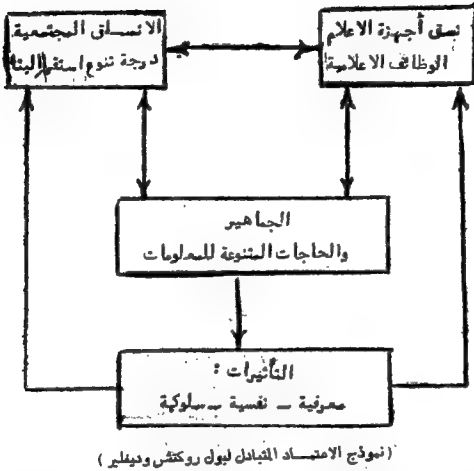 الانساق المجتمعية.
درجة تنوع استقرار البنا
نسق أجهزة الاعلام
الوظائف الاعلامية
الجماهير
والحاجات المتنوعة للمعلومات
التأثيرات :
معرفية – نفسية – سلوكية
(نموذج الاعتماد المتبادل لبول روكتش وديفلير)